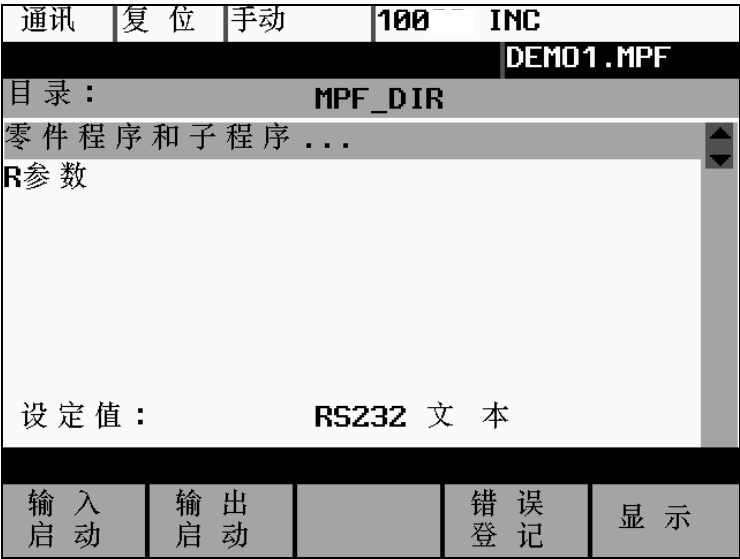 通讯 复位 手动 100 INC
DEMO1.MPF
目录： MPF_DIR
零件程序和子程序...
R参数
设定值： RS232 文本
输入启动 输出启动 错误登记 显示